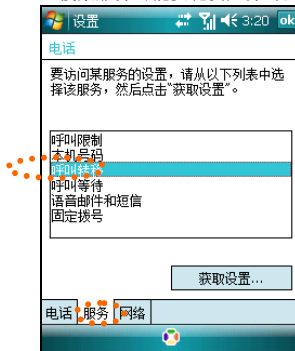 设置 3:20 ok
电话
要访问某服务的设置，请从以下列表中选
择该服务，然后点击"获取设置"。
呼叫限制
本机号码
呼叫转移
呼叫等待
语音邮件和短信
固定拨号
获取设置...
电话 服务 网络